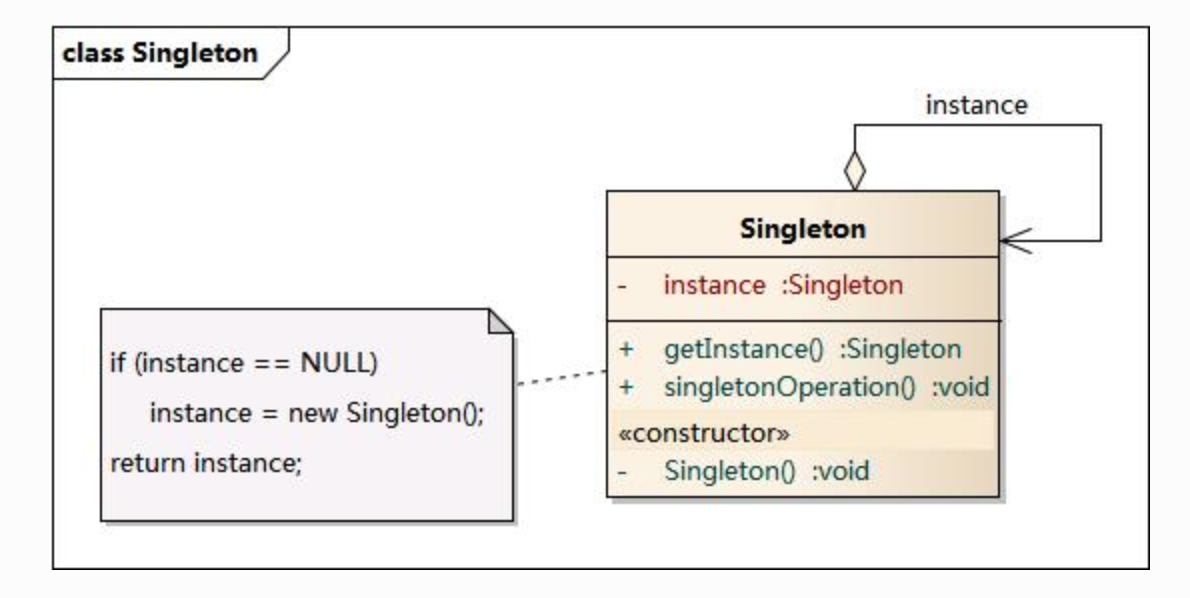 class Singleton
instance
Singleton
- instance :Singleton
+ getInstance() :Singleton
+ singletonOperation() :void
«constructor»
- Singleton() :void
if (instance == NULL)
instance = new Singleton();
return instance;